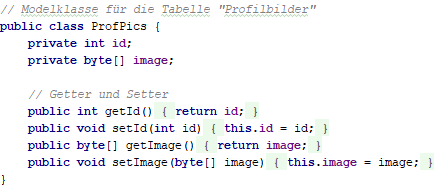 // Modelklasse für die Tabelle "Profilbilder"
public class ProfPics {
    private int id;
    private byte[] image;

    // Getter und Setter
    public int getId() { return id; }
    public void setId(int id) { this.id = id; }
    public byte[] getImage() { return image; }
    public void setImage(byte[] image) { this.image = image; }
}